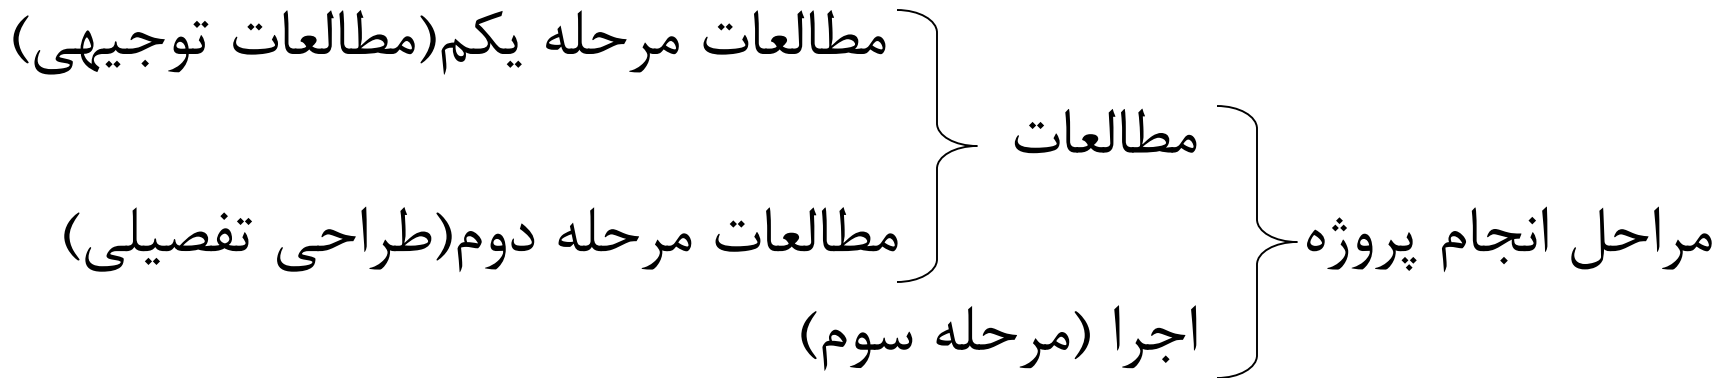 مطالعات مرحله یکم(مطالعات توجیهی)
مطالعات
مطالعات مرحله دوم(طراحی تفصیلی)
مراحل انجام پروژه
اجرا (مرحله سوم)